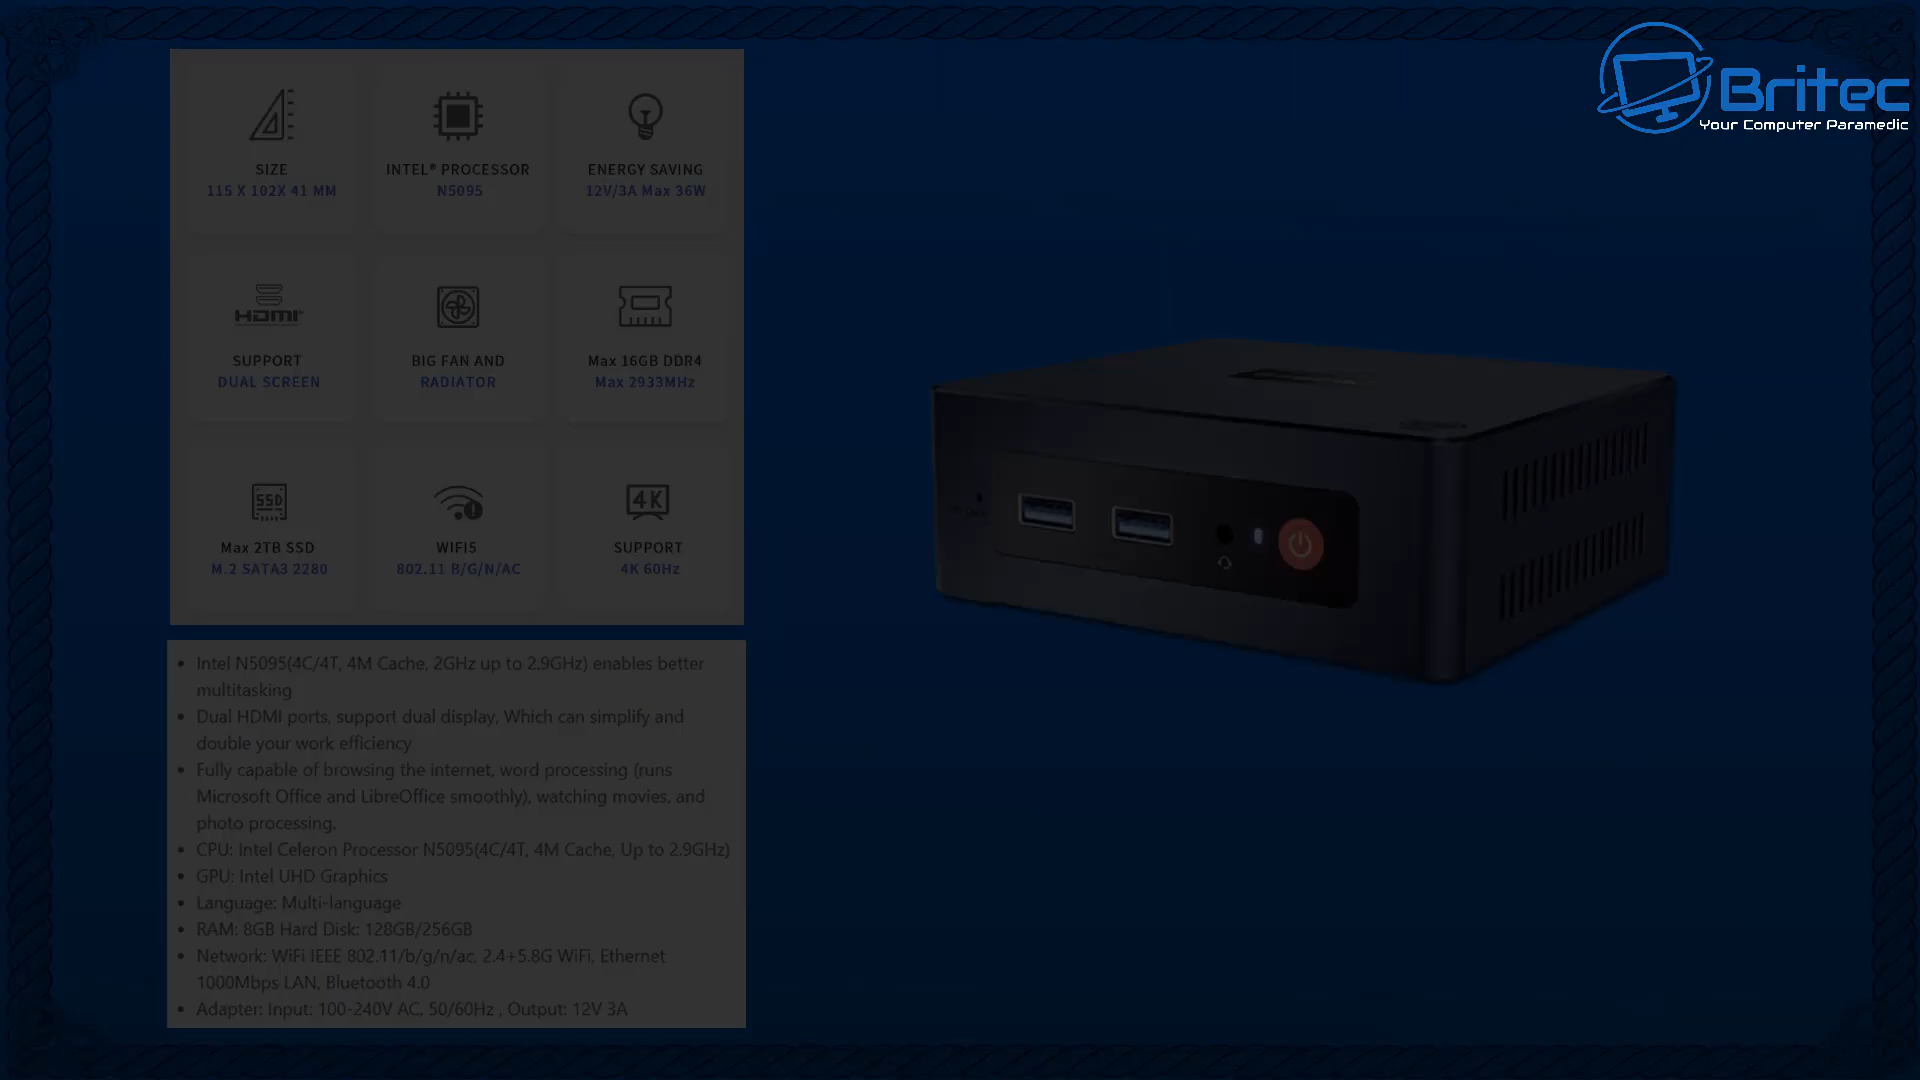 Britec
Your Computer Paramedic
SIZE
115 X 102X 41 MM
INTEL® PROCESSOR
N5095
ENERGY SAVING
12V/3A Max 36W
HDMI
SUPPORT
DUAL SCREEN
BIG FAN AND
RADIATOR
Max 16GB DDR4
Max 2933MHz
SSD
Max 2TB SSD
M.2 SATA3 2280
WIFI5
802.11 B/G/N/AC
4K
SUPPORT
4K 60Hz
• Intel N5095(4C/4T, 4M Cache, 2GHz up to 2.9GHz) enables better
multitasking
• Dual HDMI ports, support dual display, Which can simplify and
double your work efficiency
• Fully capable of browsing the internet, word processing (runs
Microsoft Office and LibreOffice smoothly), watching movies, and
photo processing.
• CPU: Intel Celeron Processor N5095(4C/4T, 4M Cache, Up to 2.9GHz)
• GPU: Intel UHD Graphics
• Language: Multi-language
• RAM: 8GB Hard Disk: 128GB/256GB
• Network: WiFi IEEE 802.11/b/g/n/ac, 2.4+5.8G WiFi, Ethernet
1000Mbps LAN, Bluetooth 4.0
• Adapter: Input: 100-240V AC, 50/60Hz , Output: 12V 3A